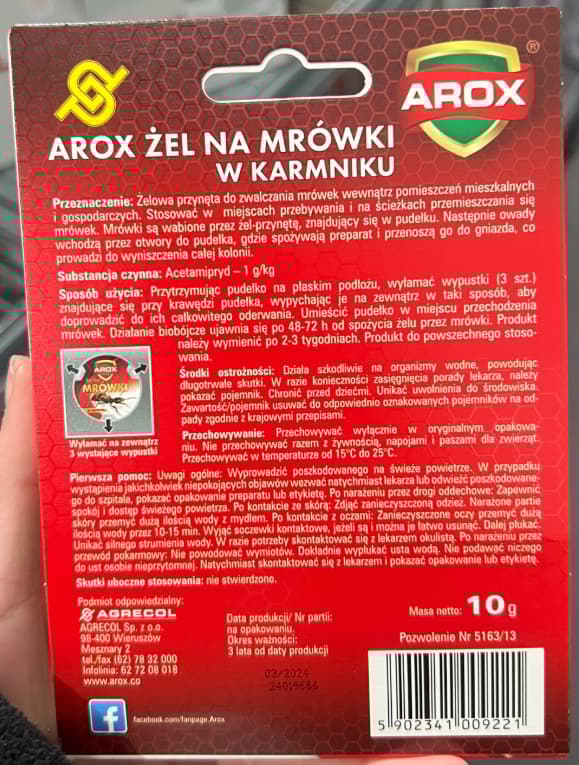 AROX®
AROX ŻEL NA MRÓWKI
W KARMNIKU
Przeznaczenie: Żelowa przynęta do zwalczania mrówek wewnątrz pomieszczeń mieszkalnych
i gospodarczych. Stosować w miejscach przebywania i na ścieżkach przemieszczania się
mrówek. Mrówki są wabione przez żel-przynętę, znajdujący się w pudełku. Następnie owady
wchodzą przez otwory do pudełka, gdzie spożywają preparat i przenoszą go do gniazda, co
prowadzi do wyniszczenia całej kolonii.
Substancja czynna: Acetamipryd – 1 g/kg
Sposób użycia: Przytrzymując pudełko na płaskim podłożu, wyłamać wypustki (3 szt.)
znajdujące się przy krawędzi pudełka, wypychając je na zewnątrz w taki sposób, aby
doprowadzić do ich całkowitego oderwania. Umieścić pudełko w miejscu przechodzenia
mrówek. Działanie biobójcze ujawnia się po 48-72 h od spożycia żelu przez mrówki. Produkt
należy wymienić po 2-3 tygodniach. Produkt do powszechnego stoso-
wania.
AROX
MRÓWKI
Wyłamać na zewnątrz
3 wystające wypustki
Środki ostrożności: Działa szkodliwie na organizmy wodne, powodując
długotrwałe skutki. W razie konieczności zasięgnięcia porady lekarza, należy
pokazać pojemnik. Chronić przed dziećmi. Unikać uwolnienia do środowiska.
Zawartość/pojemnik usuwać do odpowiednio oznakowanych pojemników na od-
pady zgodnie z krajowymi przepisami.
Przechowywanie: Przechowywać wyłącznie w oryginalnym opakowa-
niu. Nie przechowywać razem z żywnością, napojami i paszami dla zwierząt.
Przechowywać w temperaturze od 15°C do 25°C.
Pierwsza pomoc: Uwagi ogólne: Wyprowadzić poszkodowanego na świeże powietrze. W przypadku
wystąpienia jakichkolwiek niepokojących objawów wezwać natychmiast lekarza lub odwieźć poszkodowane-
go do szpitala, pokazać opakowanie preparatu lub etykietę. Po narażeniu przez drogi oddechowe: Zapewnić
spokój i dostęp świeżego powietrza. Po kontakcie ze skórą: Zdjąć zanieczyszczoną odzież. Narażone partie
skóry przemyć dużą ilością wody z mydłem. Po kontakcie z oczami: Zanieczyszczone oczy przemyć dużą
ilością wody przez 10-15 min. Wyjąć soczewki kontaktowe, jeżeli są i można je łatwo usunąć. Dalej płukać.
Unikać silnego strumienia wody. W razie potrzeby skontaktować się z lekarzem okulistą. Po narażeniu przez
przewód pokarmowy: Nie powodować wymiotów. Dokładnie wypłukać usta wodą. Nie podawać niczego
do ust osobie nieprzytomnej. Natychmiast skontaktować się z lekarzem i pokazać opakowanie lub etykietę.
Skutki uboczne stosowania: nie stwierdzono.
Podmiot odpowiedzialny:
AGRECOL
AGRECOL Sp. z o.o.
98-400 Wieruszów
Mesznary 2
tel./fax (62) 78 32 000
Infolinia: 62 72 08 018
www.arox.co
Data produkcji/ Nr partii:
na opakowaniu.
Okres ważności:
3 lata od daty produkcji
03/2024
24019686
Masa netto: 10g
Pozwolenie Nr 5163/13
f facebook.com/fanpage.Arox
5 902341 009221